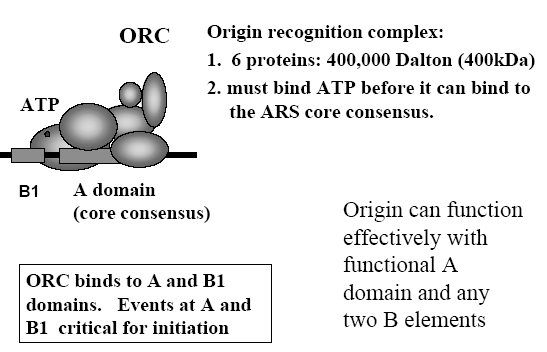 ORC
Origin recognition complex:
1. 6 proteins: 400,000 Dalton (400kDa)
2. must bind ATP before it can bind to
the ARS core consensus.
ATP
B1
A domain
(core consensus)
Origin can function
effectively with
functional A
domain and any
two B elements
ORC binds to A and B1
domains. Events at A and
B1 critical for initiation